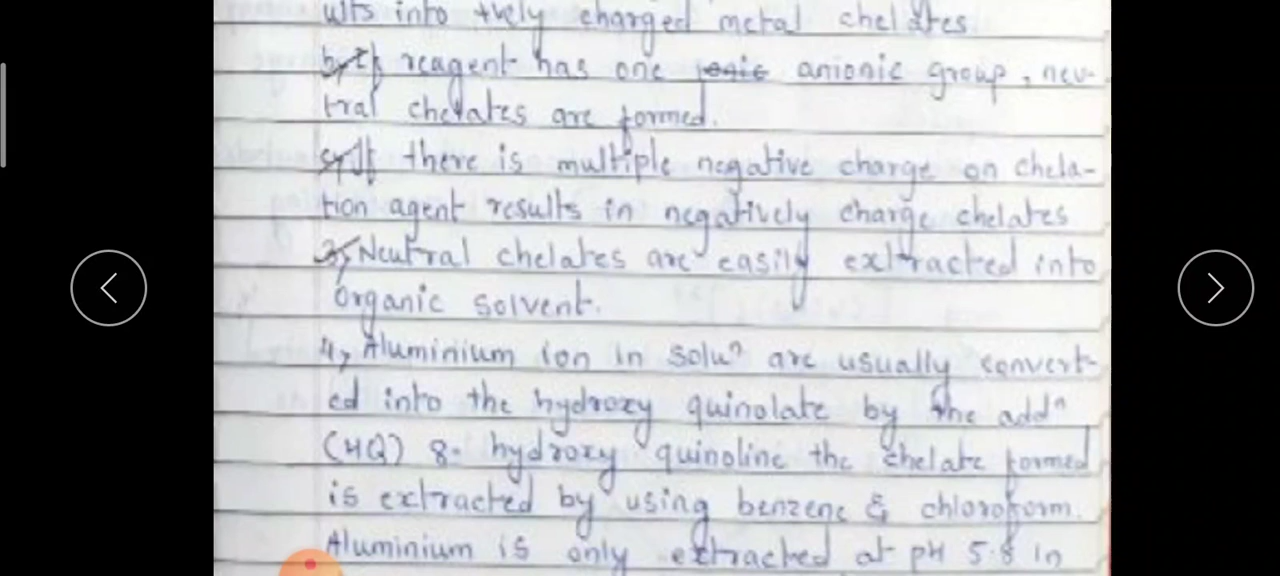 ults into +vely charged metal chelates.
b, If reagent has one ionic anionic group, neu-
tral chelates are formed.
c, If there is multiple negative charge on chela-
tion agent results in negatively charge chelates
3, Neutral chelates are easily extracted into
organic solvent.
4, Aluminium ion in soluⁿ are usually convert-
ed into the hydroxy quinolate by the addⁿ
(HQ) 8- hydroxy quinoline the chelate formed
is extracted by using benzene & chloroform.
Aluminium is only extracted at pH 5.8 in